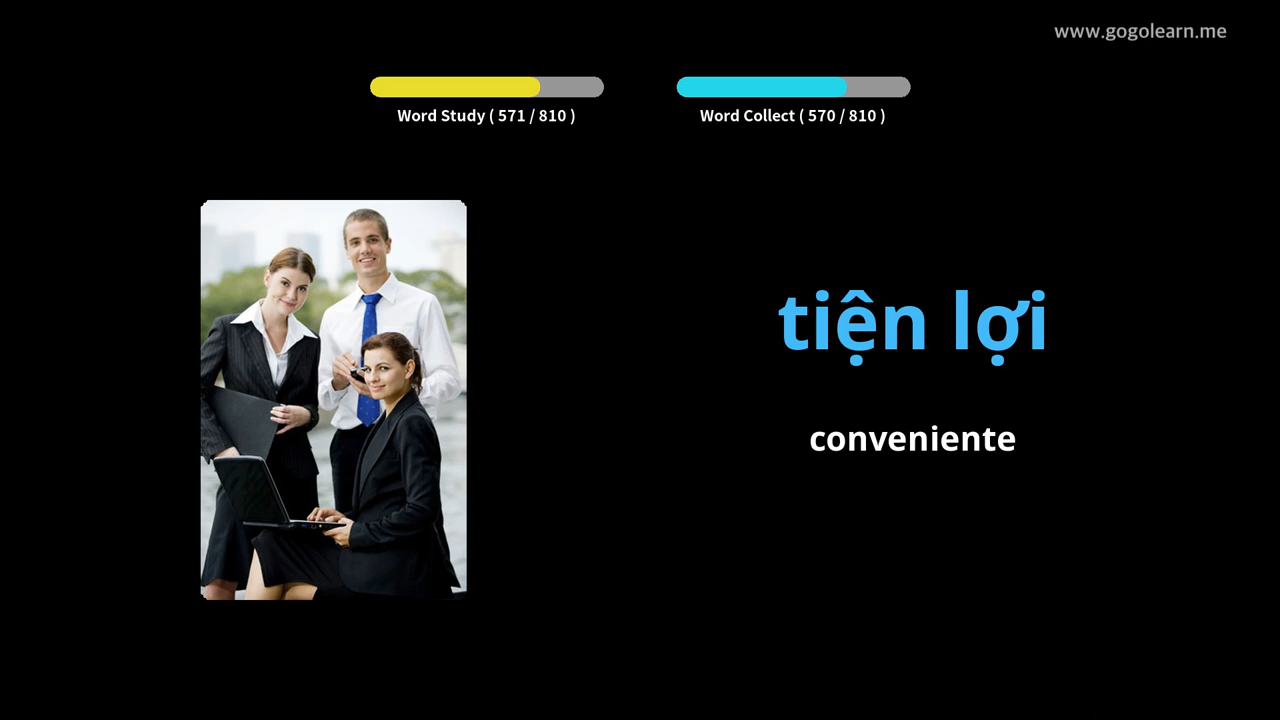 www.gogolearn.me
Word Study ( 571 / 810 )
Word Collect ( 570 / 810 )
tiện lợi
conveniente